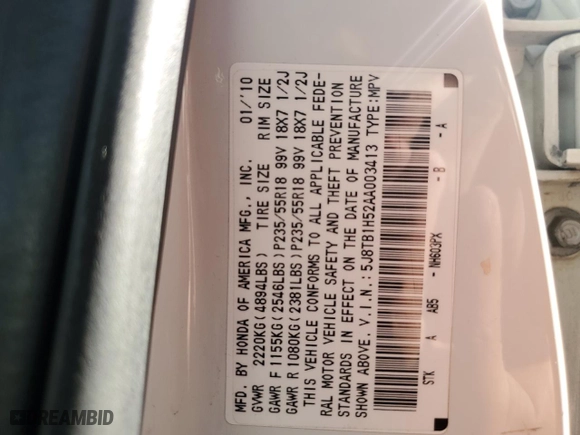 MFD. BY HONDA OF AMERICA MFG., INC. 01/'10
GVWR 2220KG(4894LBS) TIRE SIZE RIM SIZE
GAWR F 1155KG(2546LBS)P235/55R18 99V 18X7 1/2J
GAWR R 1080KG(2381LBS)P235/55R18 99V 18X7 1/2J
THIS VEHICLE CONFORMS TO ALL APPLICABLE FEDE-
RAL MOTOR VEHICLE SAFETY AND THEFT PREVENTION
STANDARDS IN EFFECT ON THE DATE OF MANUFACTURE
SHOWN ABOVE. V.I.N.:5J8TB1H52AA003413 TYPE:MPV
STK A AB5 - NH603PX - B - A
DREAMBID